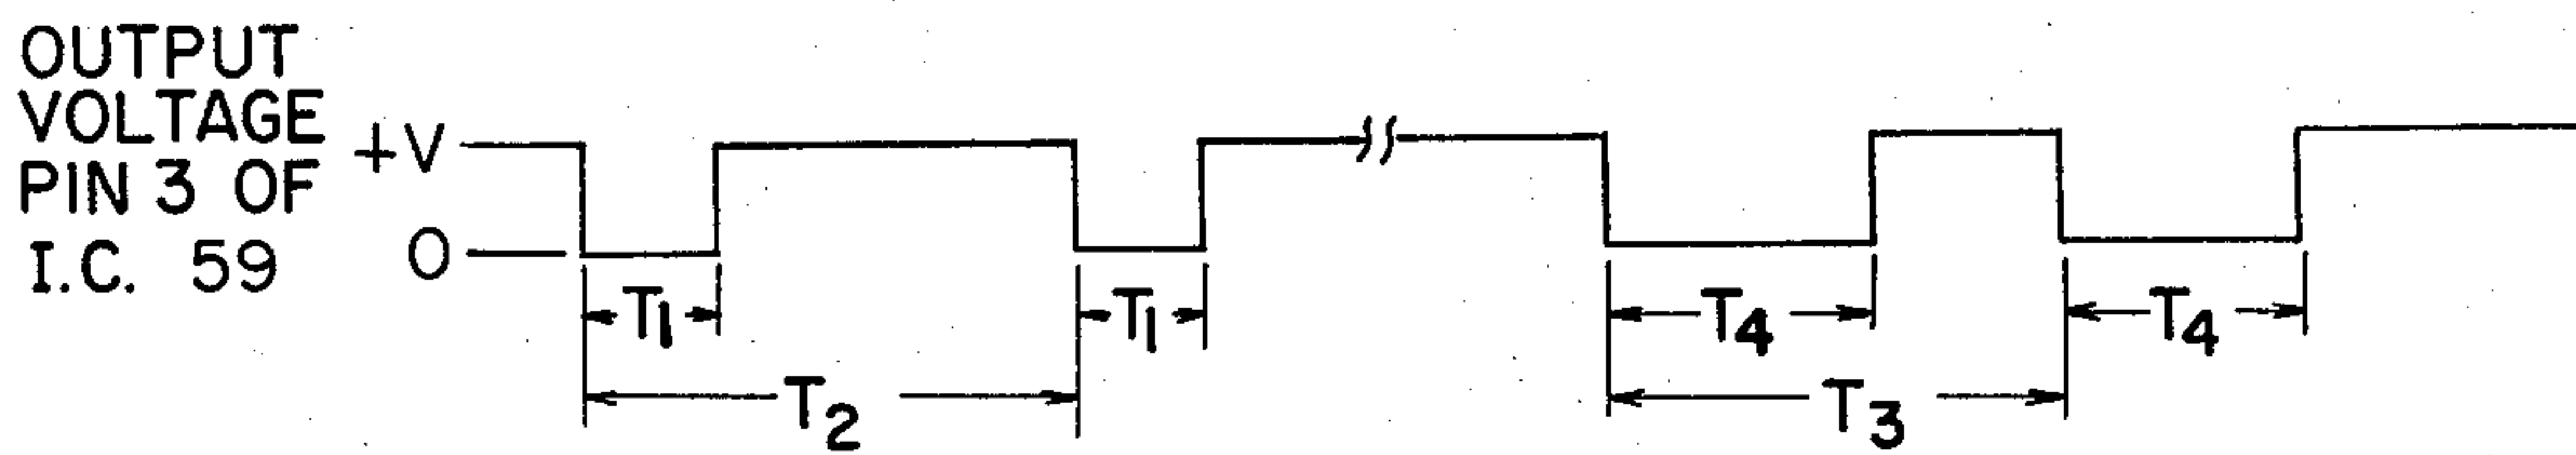 OUTPUT
VOLTAGE
PIN 3 OF
I.C. 59
+V
0
T1
T1
T4
T4
T2
T3